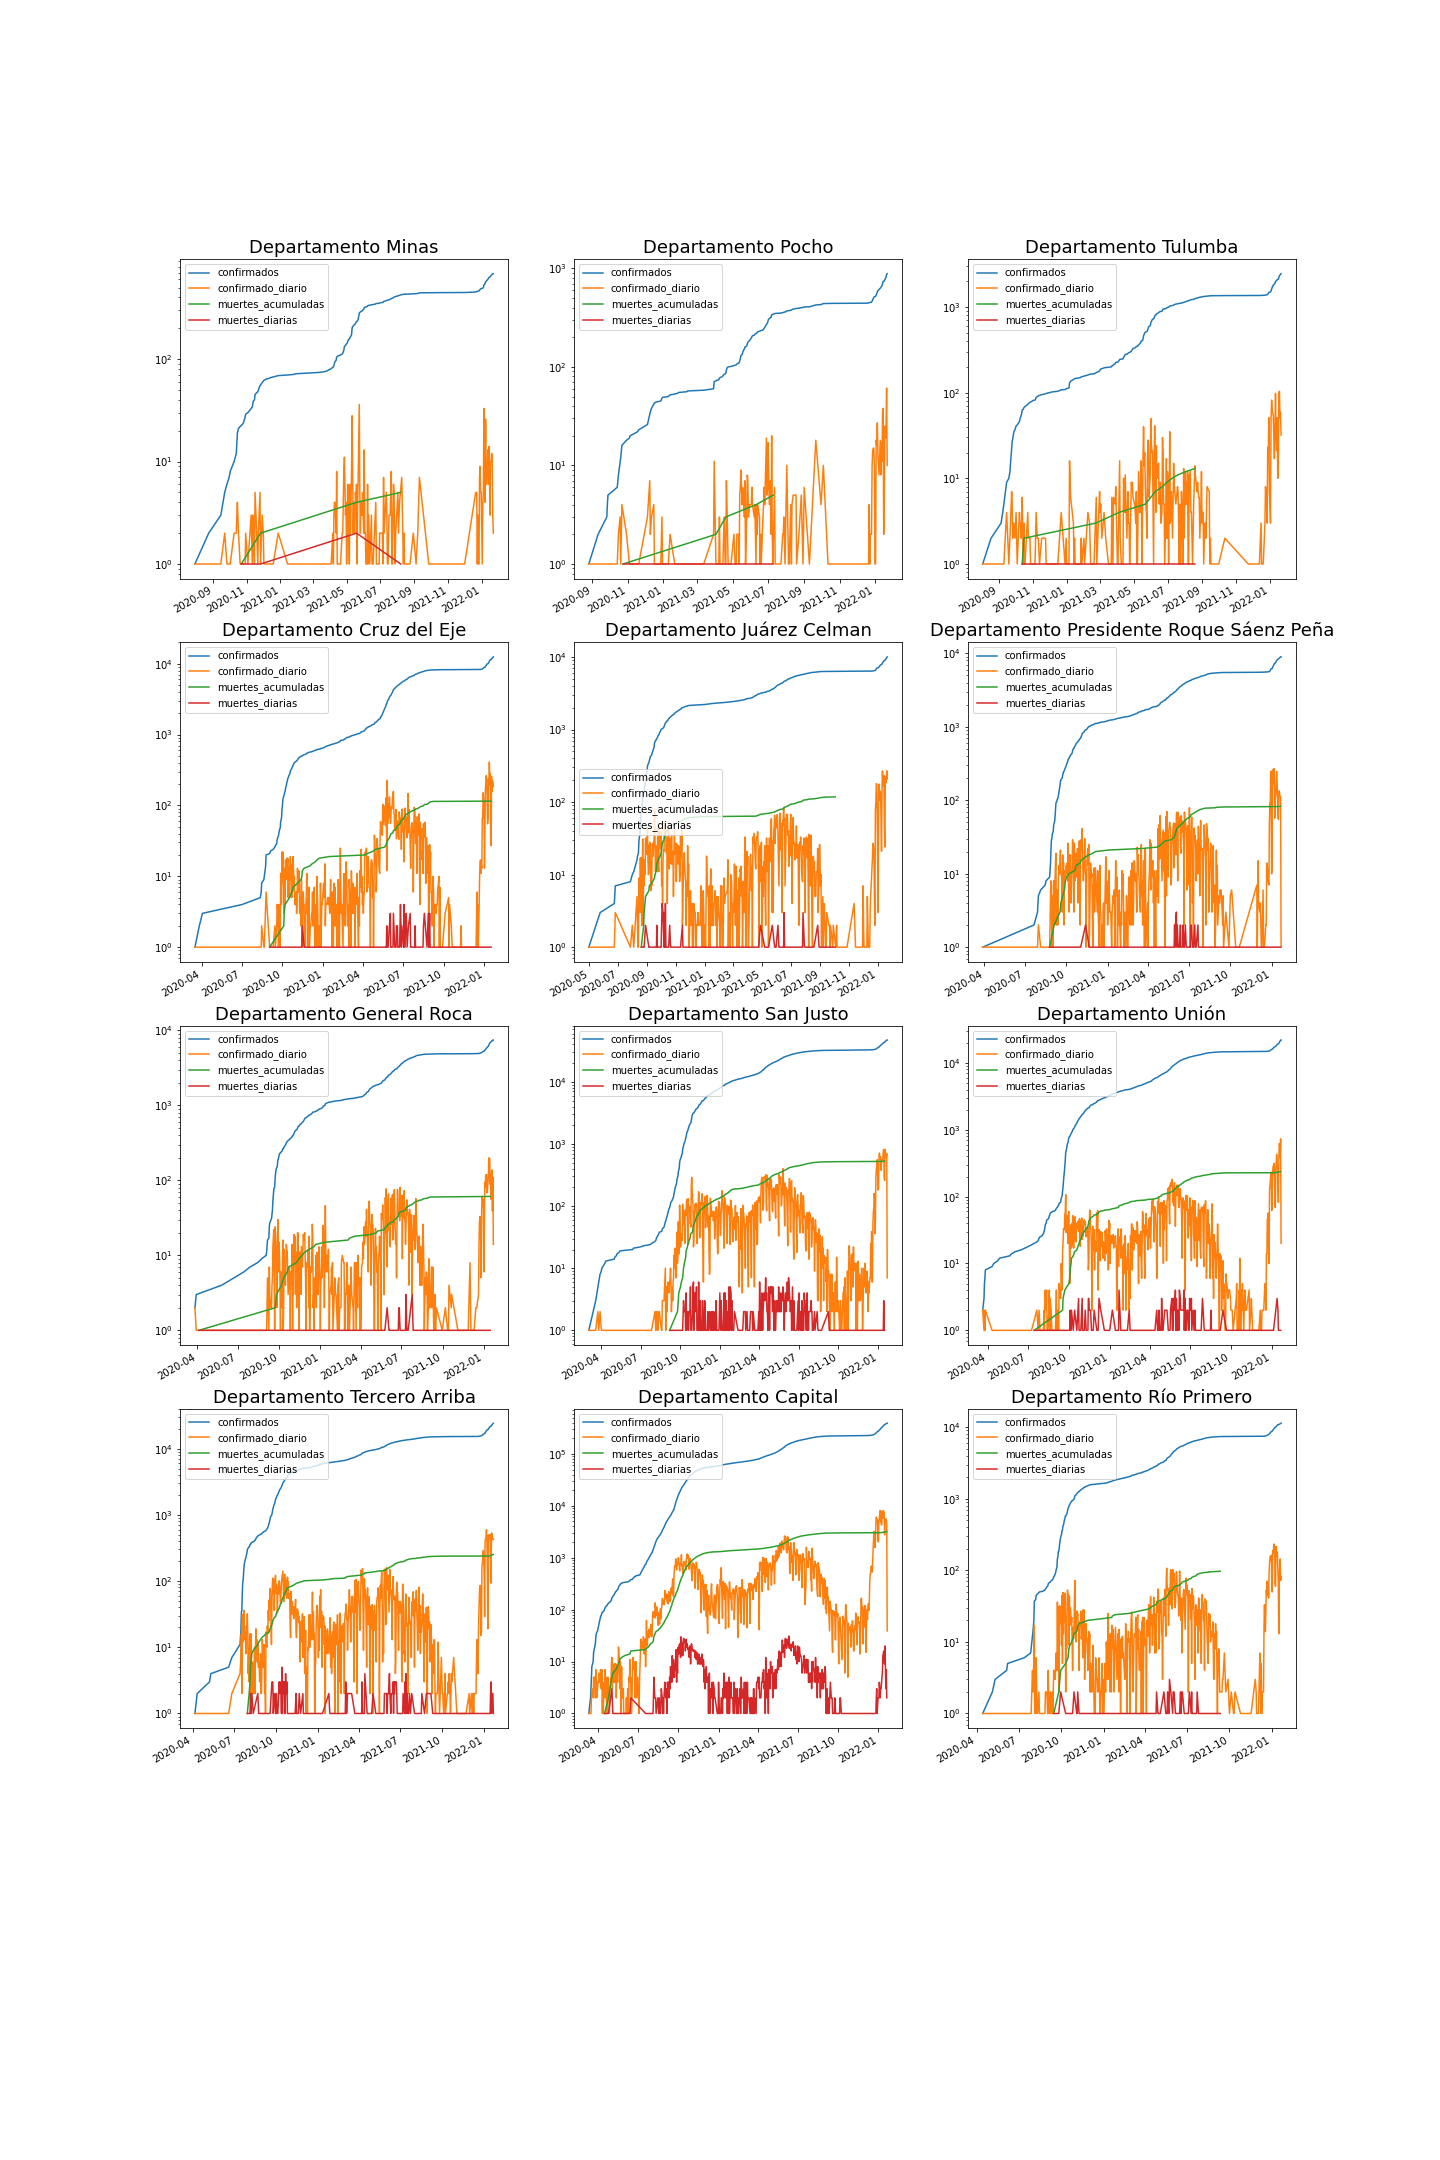 Departamento Minas
confirmados
confirmado_diario
muertes_acumuladas
muertes_diarias
10²
10¹
10⁰
2020-09 2020-11 2021-01 2021-03 2021-05 2021-07 2021-09 2021-11 2022-01
Departamento Pocho
confirmados
confirmado_diario
muertes_acumuladas
muertes_diarias
10³
10²
10¹
10⁰
2020-09 2020-11 2021-01 2021-03 2021-05 2021-07 2021-09 2021-11 2022-01
Departamento Tulumba
confirmados
confirmado_diario
muertes_acumuladas
muertes_diarias
10³
10²
10¹
10⁰
2020-09 2020-11 2021-01 2021-03 2021-05 2021-07 2021-09 2021-11 2022-01
Departamento Cruz del Eje
confirmados
confirmado_diario
muertes_acumuladas
muertes_diarias
10⁴
10³
10²
10¹
10⁰
2020-04 2020-07 2020-10 2021-01 2021-04 2021-07 2021-10 2022-01
Departamento Juárez Celman
confirmados
confirmado_diario
muertes_acumuladas
muertes_diarias
10⁴
10³
10²
10¹
10⁰
2020-05 2020-07 2020-09 2020-11 2021-01 2021-03 2021-05 2021-07 2021-09 2021-11 2022-01
Departamento Presidente Roque Sáenz Peña
confirmados
confirmado_diario
muertes_acumuladas
muertes_diarias
10⁴
10³
10²
10¹
10⁰
2020-04 2020-07 2020-10 2021-01 2021-04 2021-07 2021-10 2022-01
Departamento General Roca
confirmados
confirmado_diario
muertes_acumuladas
muertes_diarias
10⁴
10³
10²
10¹
10⁰
2020-04 2020-07 2020-10 2021-01 2021-04 2021-07 2021-10 2022-01
Departamento San Justo
confirmados
confirmado_diario
muertes_acumuladas
muertes_diarias
10⁴
10³
10²
10¹
10⁰
2020-04 2020-07 2020-10 2021-01 2021-04 2021-07 2021-10 2022-01
Departamento Unión
confirmados
confirmado_diario
muertes_acumuladas
muertes_diarias
10⁴
10³
10²
10¹
10⁰
2020-04 2020-07 2020-10 2021-01 2021-04 2021-07 2021-10 2022-01
Departamento Tercero Arriba
confirmados
confirmado_diario
muertes_acumuladas
muertes_diarias
10⁴
10³
10²
10¹
10⁰
2020-04 2020-07 2020-10 2021-01 2021-04 2021-07 2021-10 2022-01
Departamento Capital
confirmados
confirmado_diario
muertes_acumuladas
muertes_diarias
10⁵
10⁴
10³
10²
10¹
10⁰
2020-04 2020-07 2020-10 2021-01 2021-04 2021-07 2021-10 2022-01
Departamento Río Primero
confirmados
confirmado_diario
muertes_acumuladas
muertes_diarias
10⁴
10³
10²
10¹
10⁰
2020-04 2020-07 2020-10 2021-01 2021-04 2021-07 2021-10 2022-01